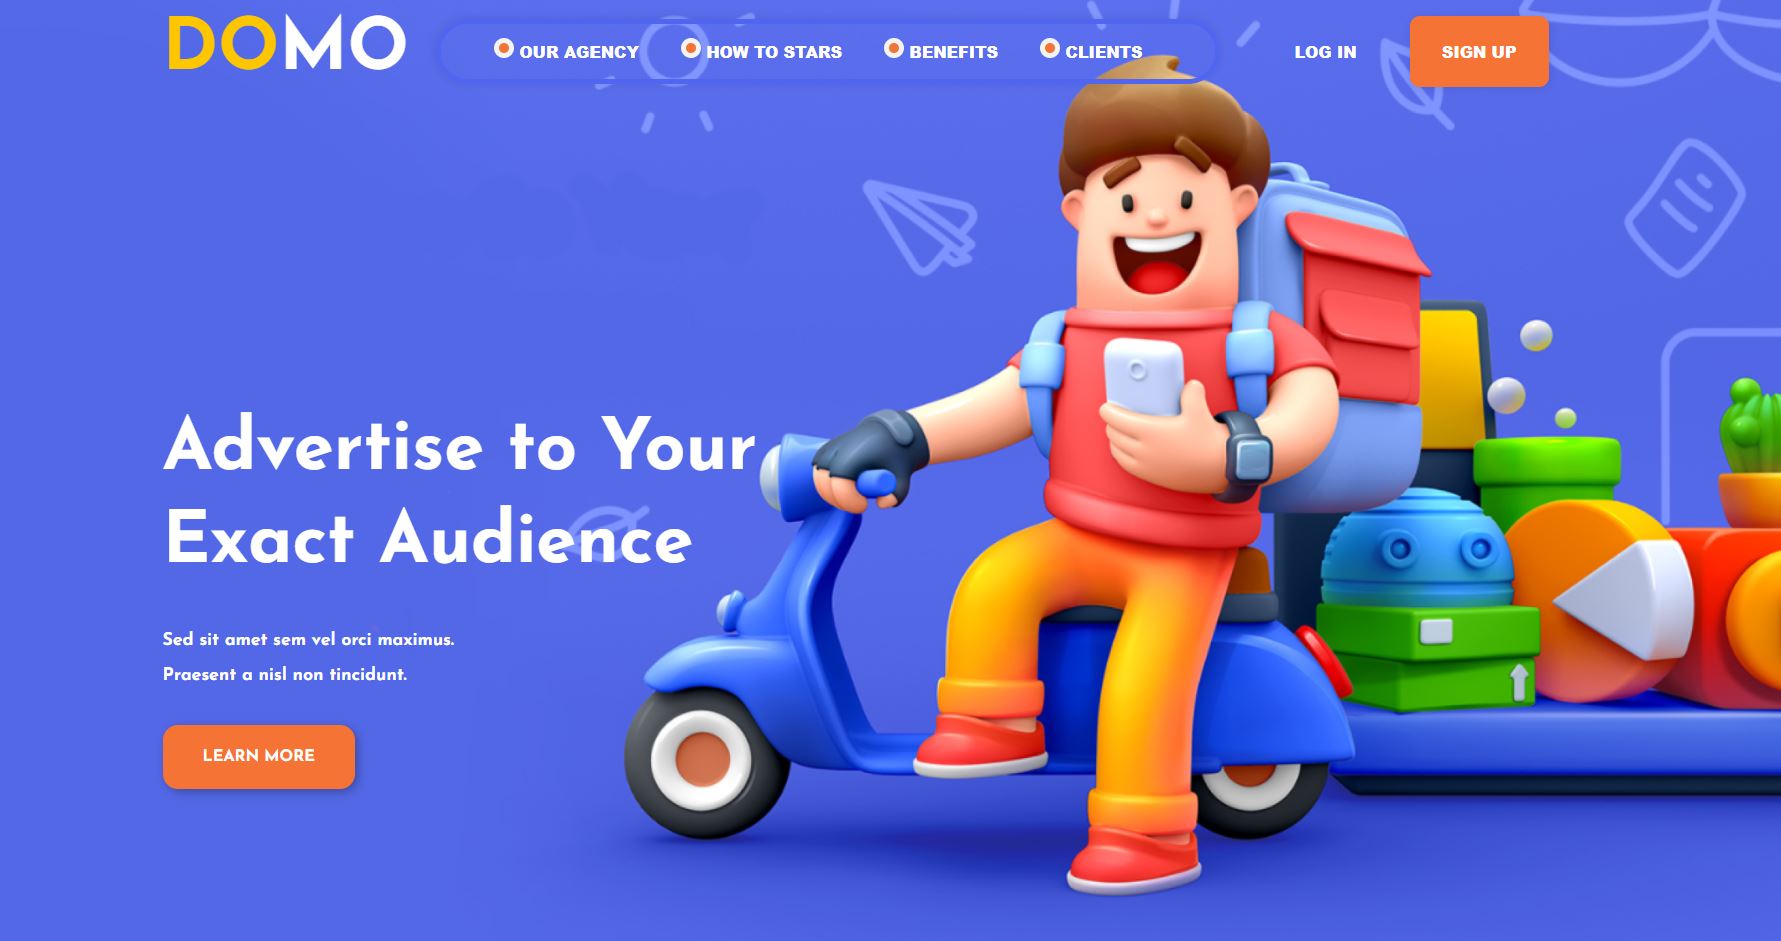 DOMO
OUR AGENCY
HOW TO STARS
BENEFITS
CLIENTS
LOG IN
SIGN UP
Advertise to Your
Exact Audience
Sed sit amet sem vel orci maximus.
Praesent a nisl non tincidunt.
LEARN MORE